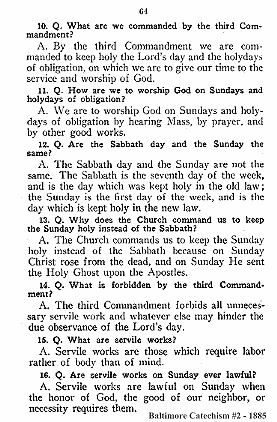 64
10. Q. What are we commanded by the third Com-
mandment?
A. By the third Commandment we are com-
manded to keep holy the Lord's day and the holydays
of obligation, on which we are to give our time to the
service and worship of God.
11. Q. How are we to worship God on Sundays and
holydays of obligation?
A. We are to worship God on Sundays and holy-
days of obligation by hearing Mass, by prayer, and
by other good works.
12. Q. Are the Sabbath day and the Sunday the
same?
A. The Sabbath day and the Sunday are not the
same. The Sabbath is the seventh day of the week,
and is the day which was kept holy in the old law;
the Sunday is the first day of the week, and is the
day which is kept holy in the new law.
13. Q. Why does the Church command us to keep
the Sunday holy instead of the Sabbath?
A. The Church commands us to keep the Sunday
holy instead of the Sabbath because on Sunday
Christ rose from the dead, and on Sunday He sent
the Holy Ghost upon the Apostles.
14. Q. What is forbidden by the third Command-
ment?
A. The third Commandment forbids all unneces-
sary servile work and whatever else may hinder the
due observance of the Lord's day.
15. Q. What are servile works?
A. Servile works are those which require labor
rather of body than of mind.
16. Q. Are servile works on Sunday ever lawful?
A. Servile works are lawful on Sunday when
the honor of God, the good of our neighbor, or
necessity requires them.
Baltimore Catechism #2 - 1885